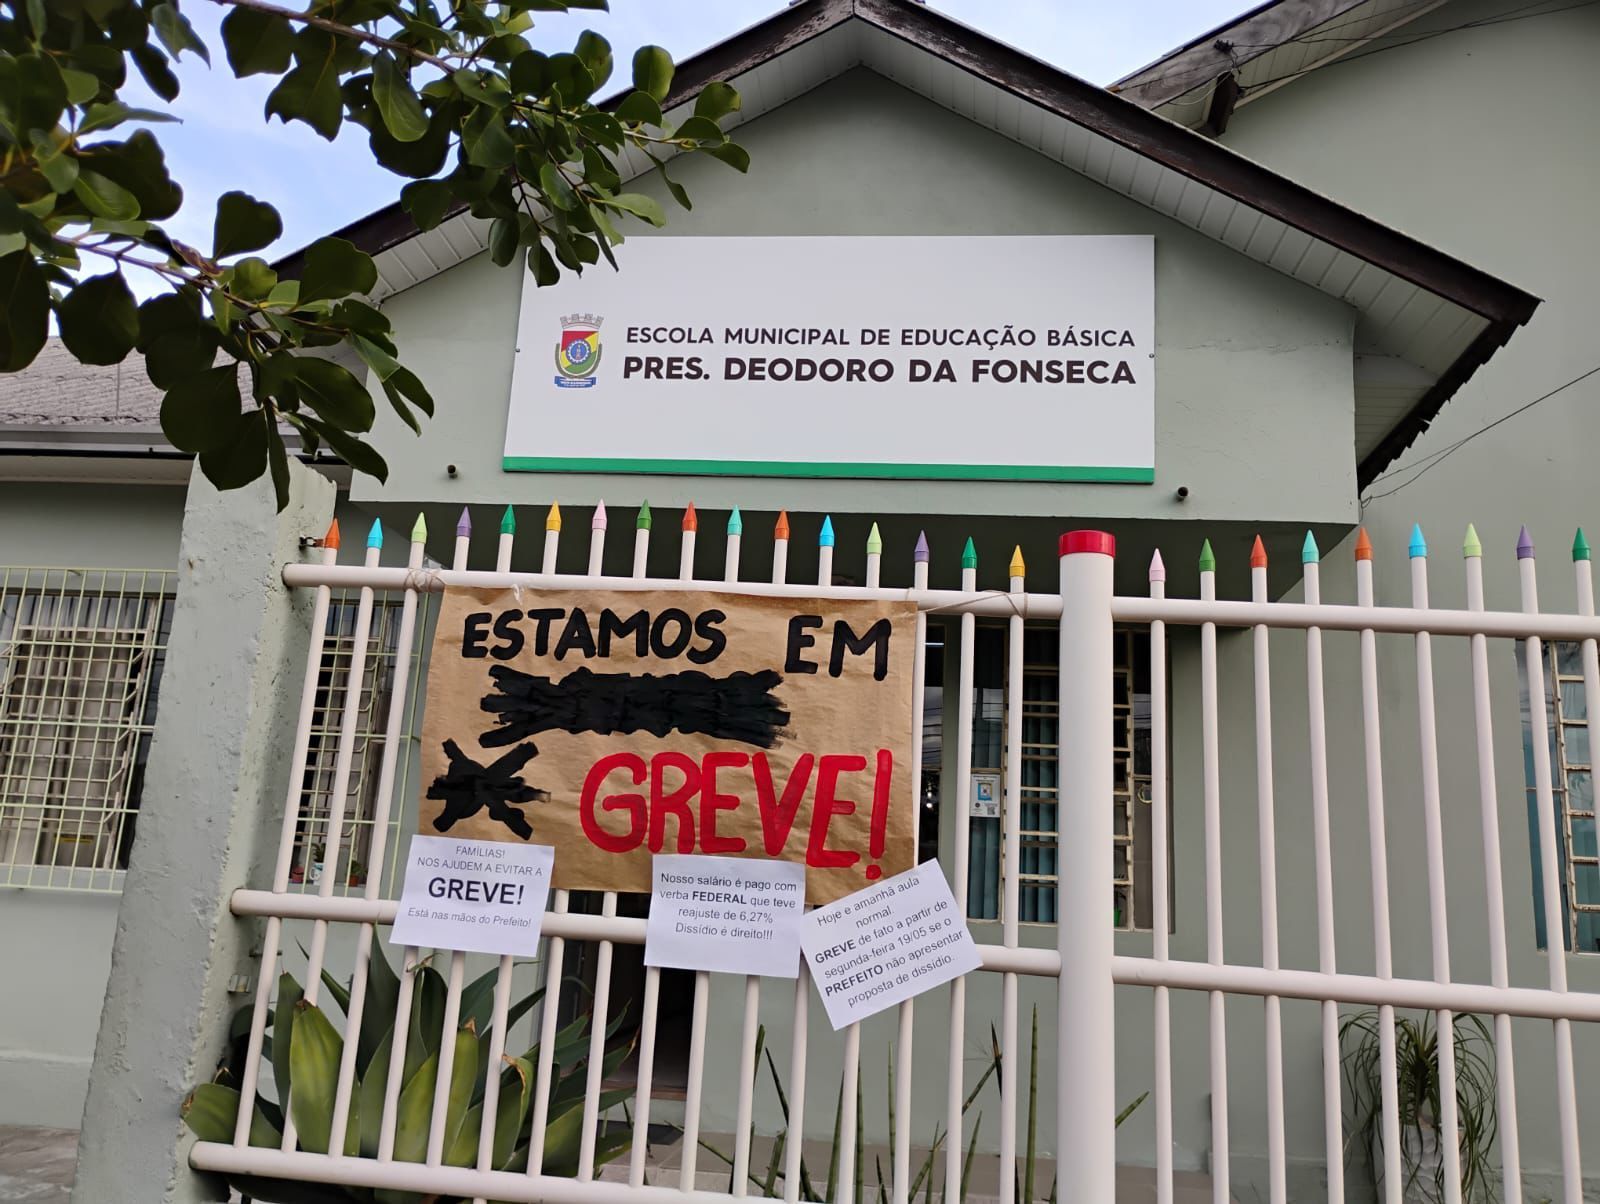 ESCOLA MUNICIPAL DE EDUCAÇÃO BÁSICA
PRES. DEODORO DA FONSECA
ESTAMOS EM
GREVE!
FAMÍLIAS!
NOS AJUDEM A EVITAR A
GREVE!
Está nas mãos do Prefeito!
Nosso salário é pago com
verba FEDERAL que teve
reajuste de 6,27%
Dissídio é direito!!!
Hoje e amanhã aula
normal.
GREVE de fato a partir de
segunda-feira 19/05 se o
PREFEITO não apresentar
proposta de dissídio.